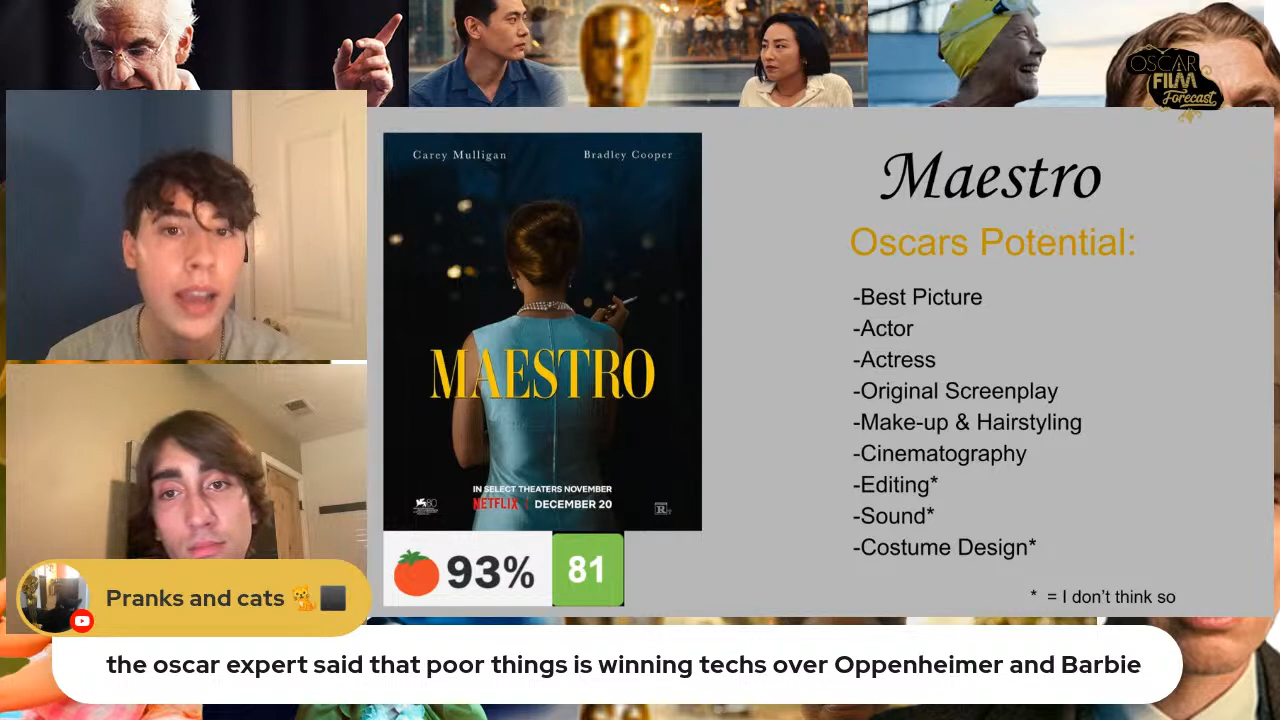 OSCAR
FILM
Forecast
Carey Mulligan
Bradley Cooper
MAESTRO
IN SELECT THEATERS NOVEMBER
NETFLIX | DECEMBER 20
R
93%
81
Maestro
Oscars Potential:
-Best Picture
-Actor
-Actress
-Original Screenplay
-Make-up & Hairstyling
-Cinematography
-Editing*
-Sound*
-Costume Design*
* = I don't think so
Pranks and cats 🐈⬛
the oscar expert said that poor things is winning techs over Oppenheimer and Barbie